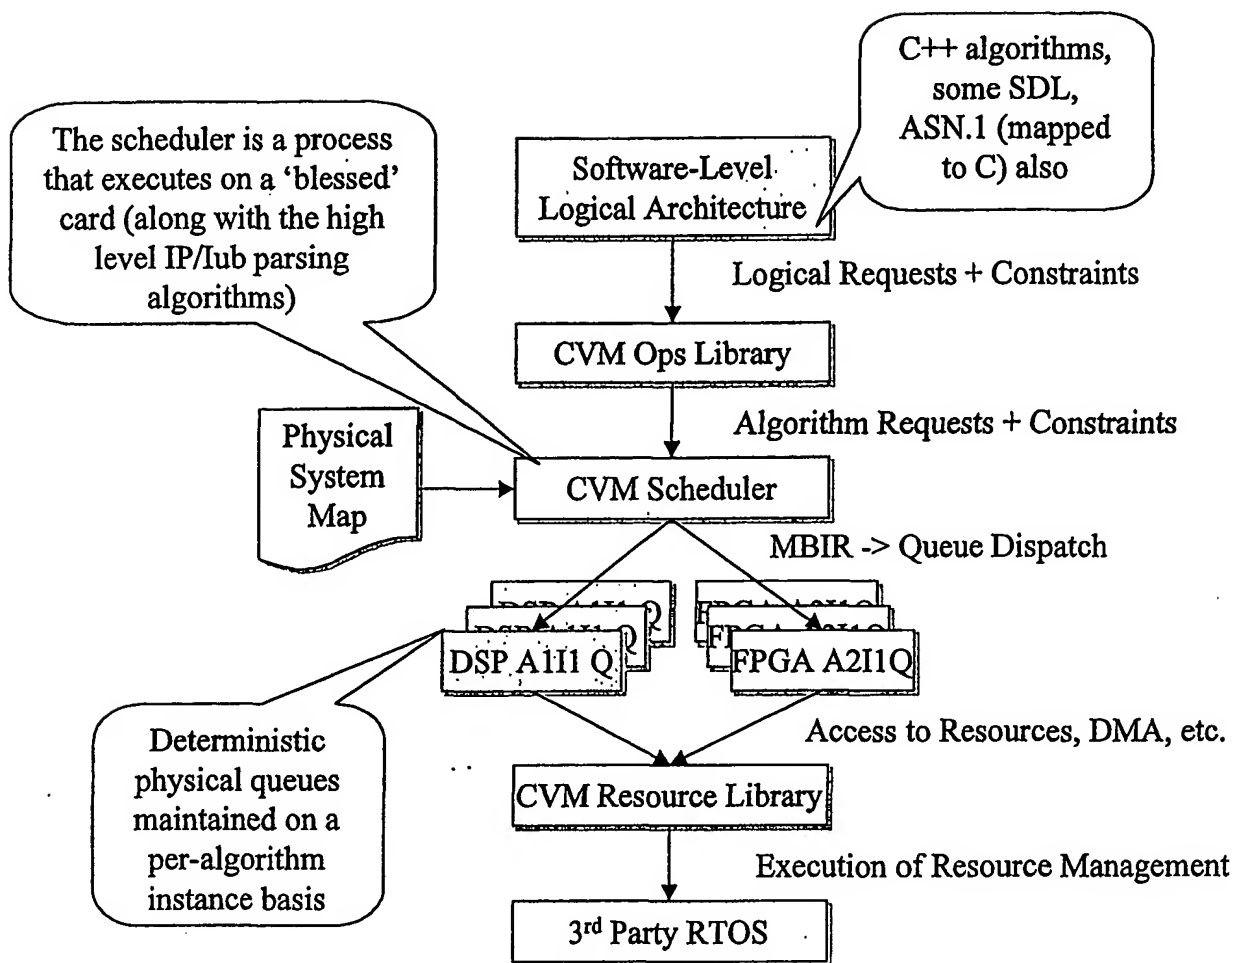 C++ algorithms,
some SDL,
ASN.1 (mapped
to C) also
The scheduler is a process
that executes on a ‘blessed’
card (along with the high
level IP/Iub parsing
algorithms)
Software-Level
Logical Architecture
Logical Requests + Constraints
CVM Ops Library
Algorithm Requests + Constraints
Physical
System
Map
CVM Scheduler
MBIR -> Queue Dispatch
DSP A1I1 Q
FPGA A2I1Q
Deterministic
physical queues
maintained on a
per-algorithm
instance basis
Access to Resources, DMA, etc.
CVM Resource Library
Execution of Resource Management
3rd Party RTOS